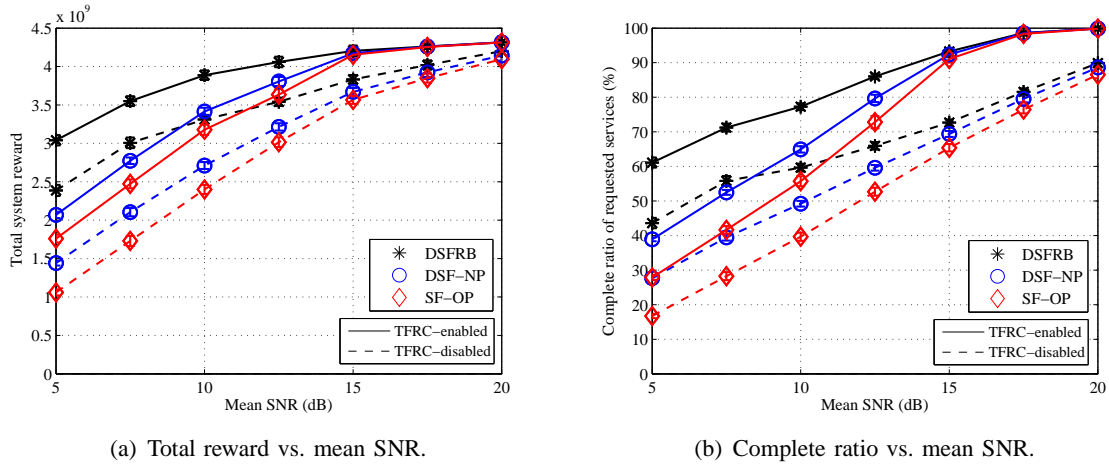 x 10^9
4.5
4
3.5
3
2.5
2
1.5
1
0.5
0
Total system reward
5
10
15
20
Mean SNR (dB)
DSFRB
DSF−NP
SF−OP
TFRC−enabled
TFRC−disabled
(a) Total reward vs. mean SNR.
100
90
80
70
60
50
40
30
20
10
0
Complete ratio of requested services (%)
5
10
15
20
Mean SNR (dB)
DSFRB
DSF−NP
SF−OP
TFRC−enabled
TFRC−disabled
(b) Complete ratio vs. mean SNR.